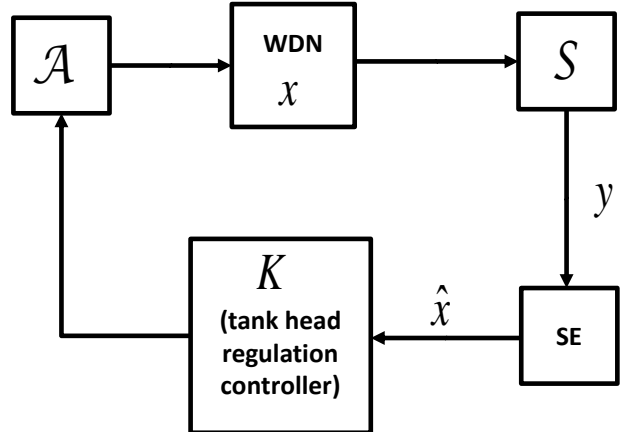 𝒜
WDN
x
𝒮
y
K
(tank head
regulation
controller)
x̂
SE